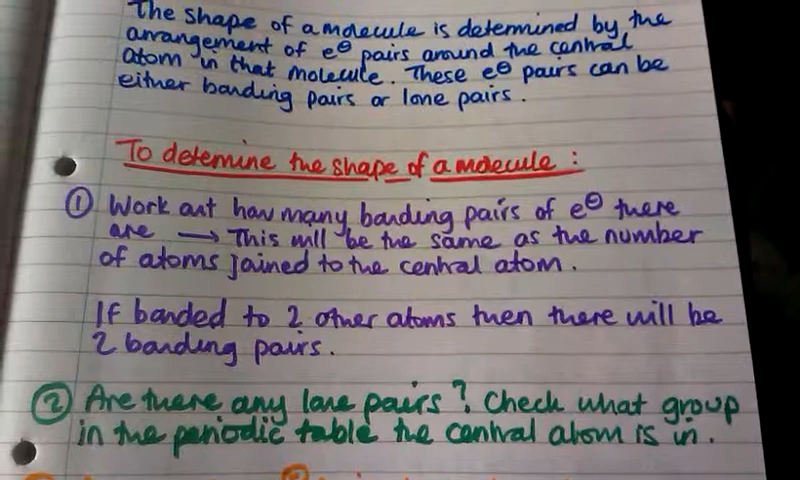 The shape of a molecule is determined by the
arrangement of e⊖ pairs around the central
atom in that molecule. These e⊖ pairs can be
either bonding pairs or lone pairs.
To detemine the shape of a molecule :
① Work out how many bonding pairs of e⊖ there
are → This will be the same as the number
of atoms joined to the central atom.
If bonded to 2 other atoms then there will be
2 bonding pairs.
② Are there any lone pairs? Check what group
in the periodic table the central atom is in.